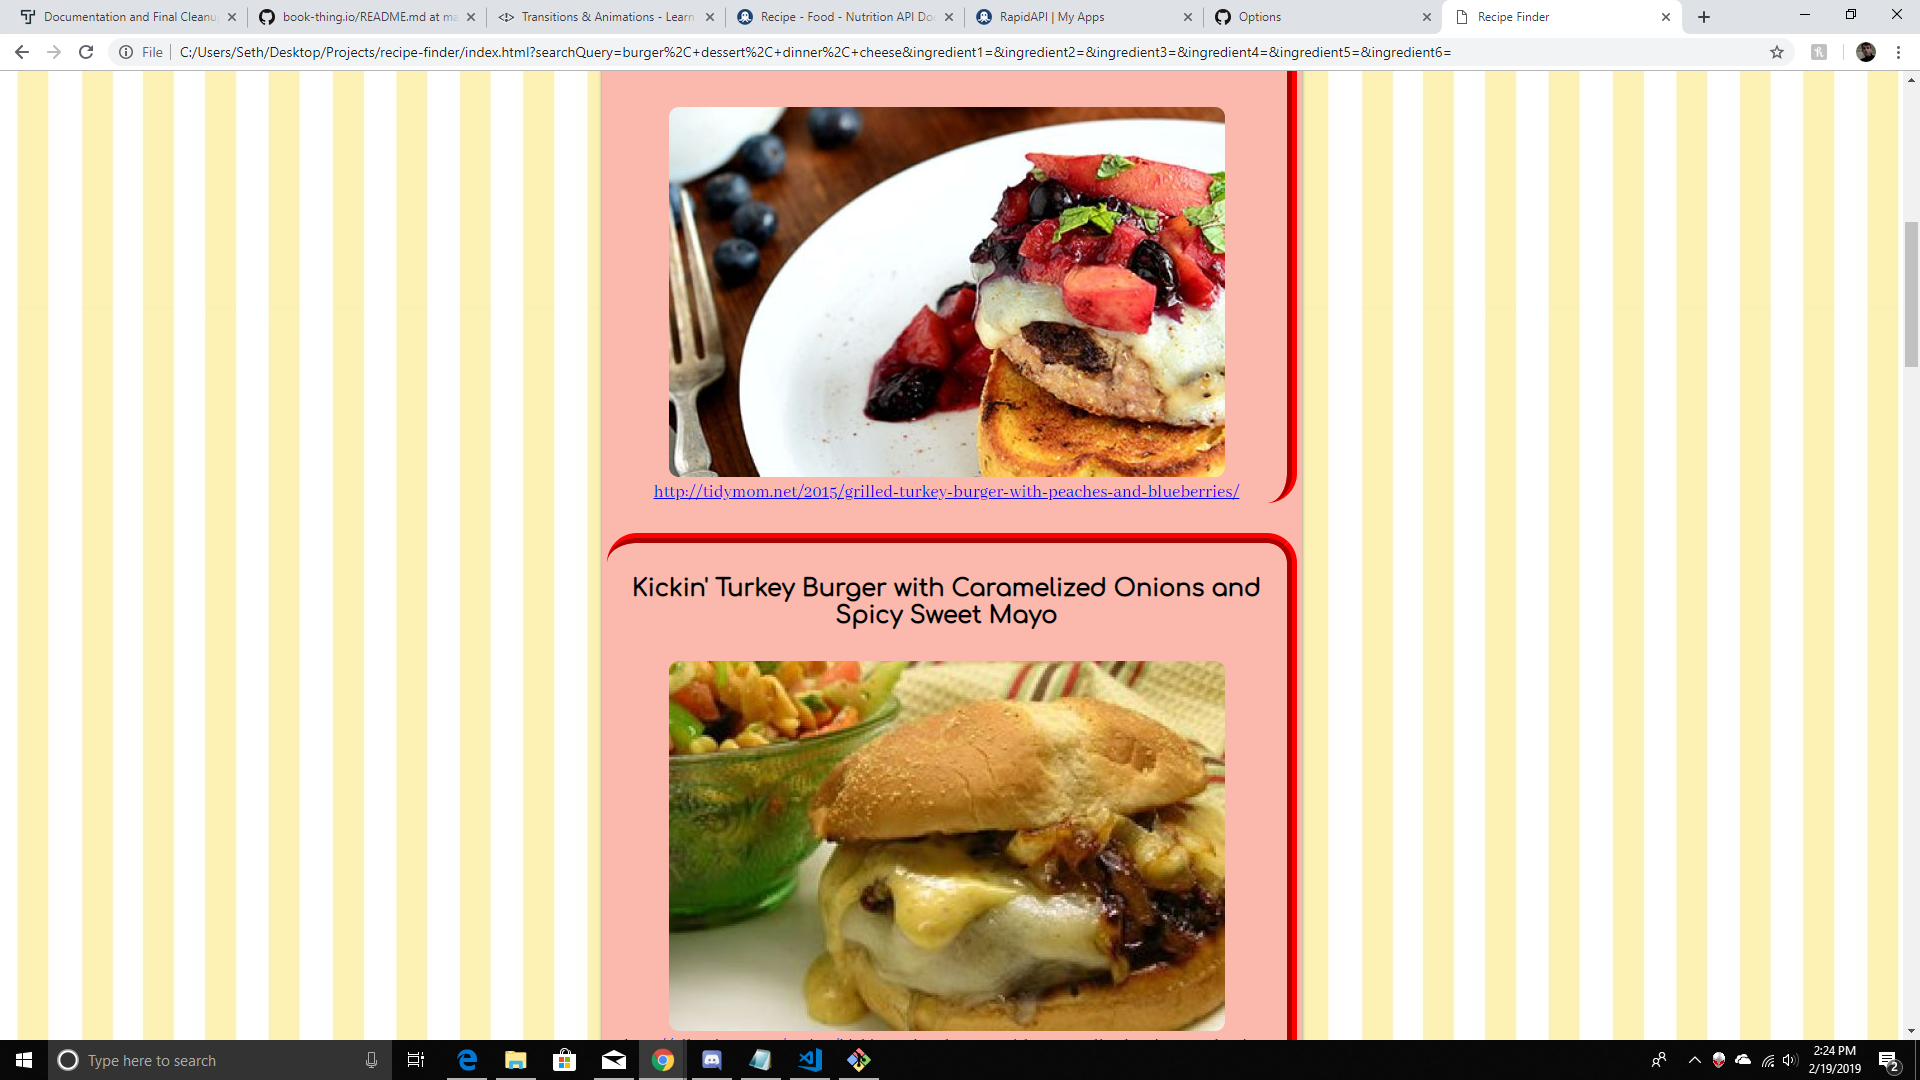 Documentation and Final Cleanu
book-thing.io/README.md at ma
Transitions & Animations - Learn
Recipe - Food - Nutrition API Do
RapidAPI | My Apps
Options
Recipe Finder
File
C:/Users/Seth/Desktop/Projects/recipe-finder/index.html?searchQuery=burger%2C+dessert%2C+dinner%2C+cheese&ingredient1=&ingredient2=&ingredient3=&ingredient4=&ingredient5=&ingredient6=
http://tidymom.net/2015/grilled-turkey-burger-with-peaches-and-blueberries/
Kickin' Turkey Burger with Caramelized Onions and
Spicy Sweet Mayo
Type here to search
2:24 PM
2/19/2019
2